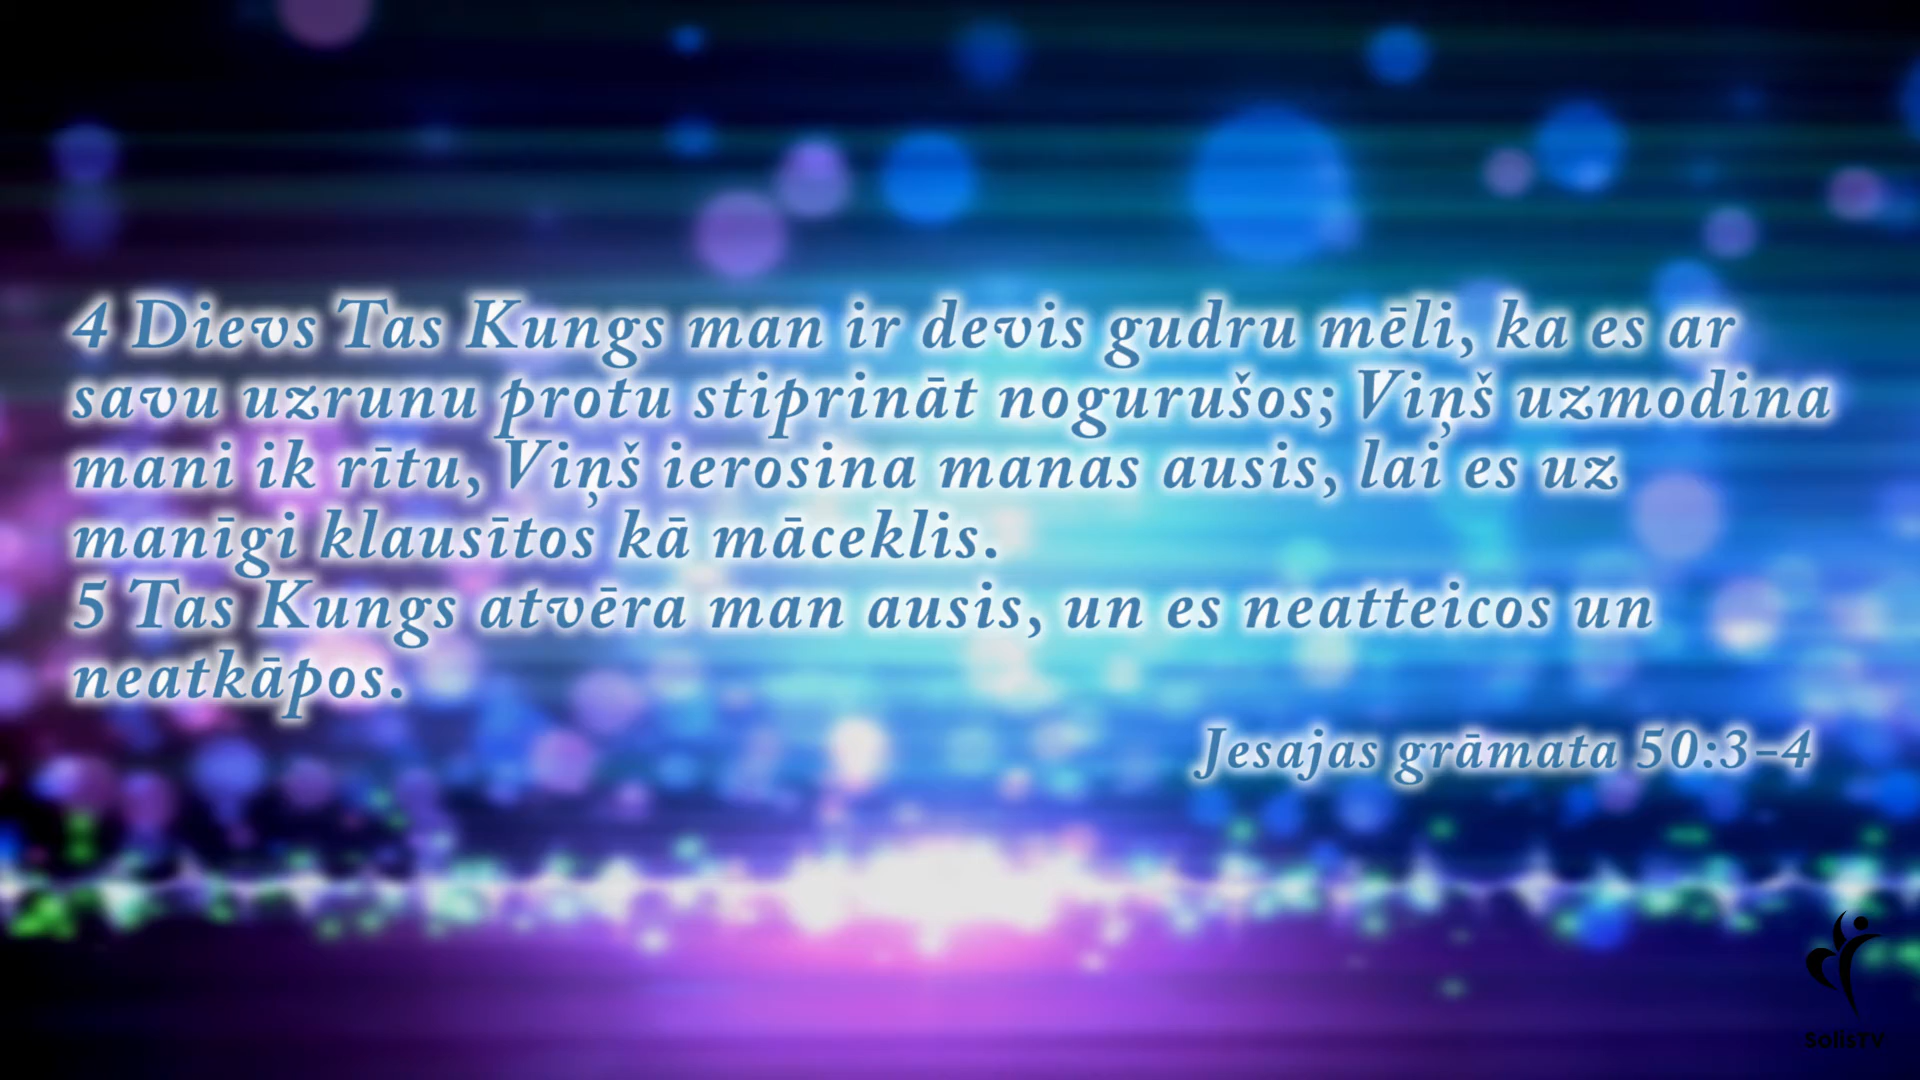 4 Dievs Tas Kungs man ir devis gudru mēli, ka es ar
savu uzrunu protu stiprināt nogurušos; Viņš uzmodina
mani ik rītu, Viņš ierosina manas ausis, lai es uz
manīgi klausītos kā māceklis.
5 Tas Kungs atvēra man ausis, un es neatteicos un
neatkāpos.
Jesajas grāmata 50:3-4
SolisTV